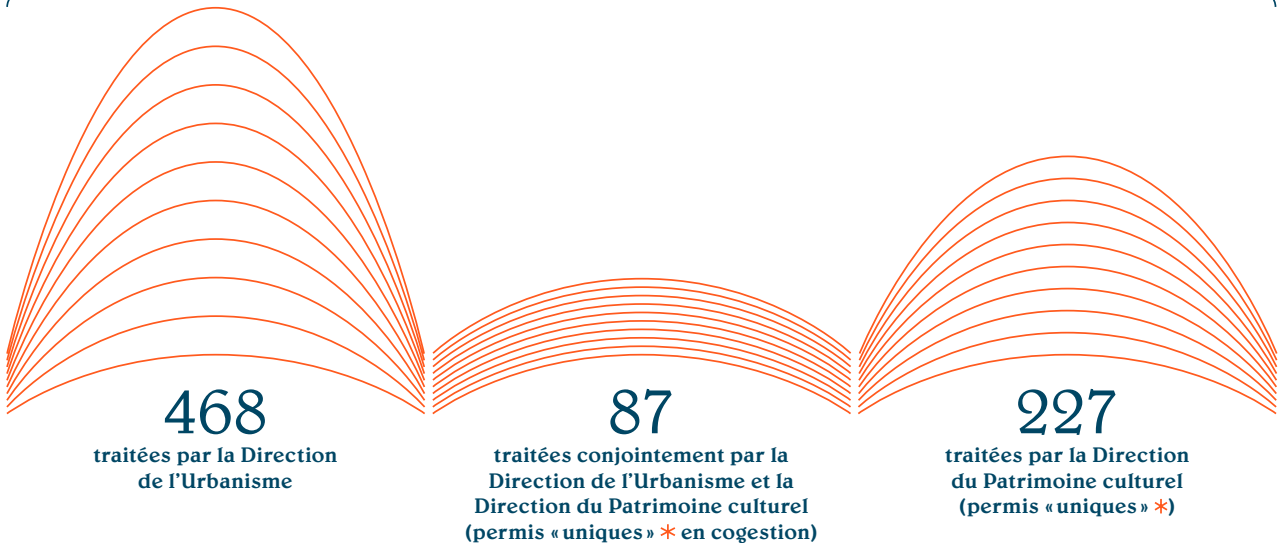 468
traitées par la Direction
de l’Urbanisme
87
traitées conjointement par la
Direction de l’Urbanisme et la
Direction du Patrimoine culturel
(permis « uniques » * en cogestion)
227
traitées par la Direction
du Patrimoine culturel
(permis « uniques » *)